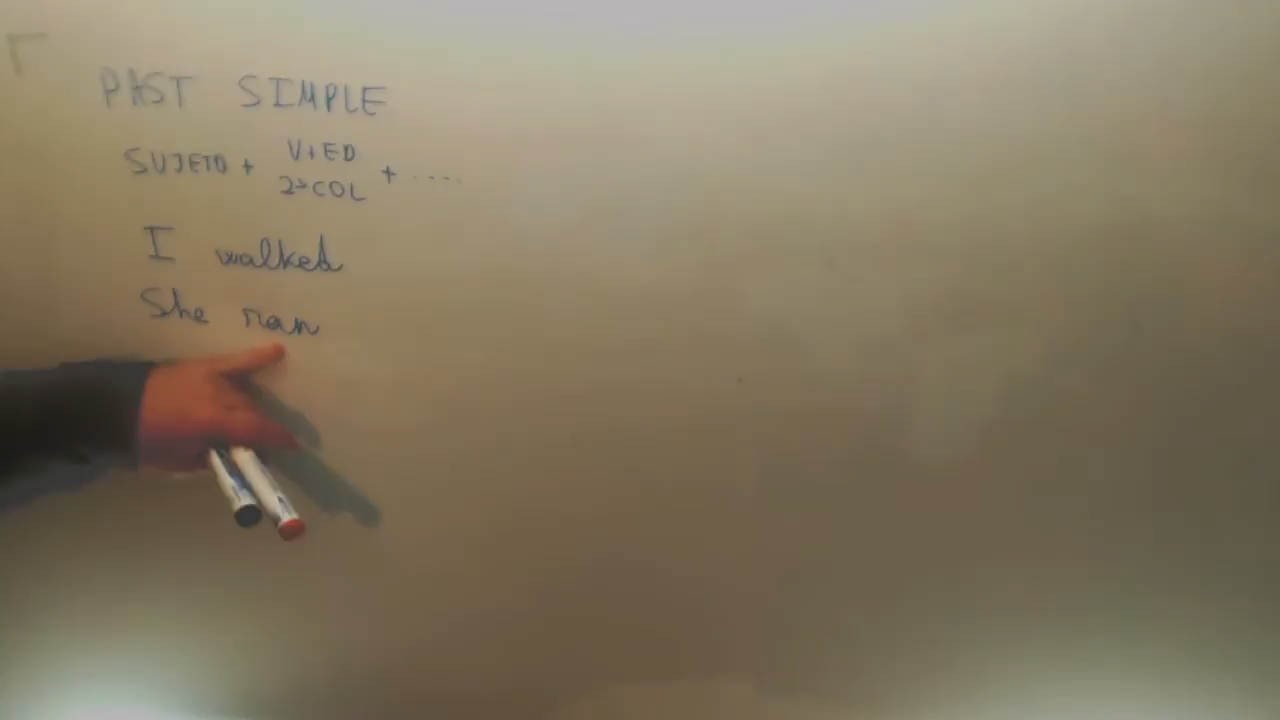 PAST SIMPLE
SUJETO + V+ED + ....
2ªCOL
I walked
She ran